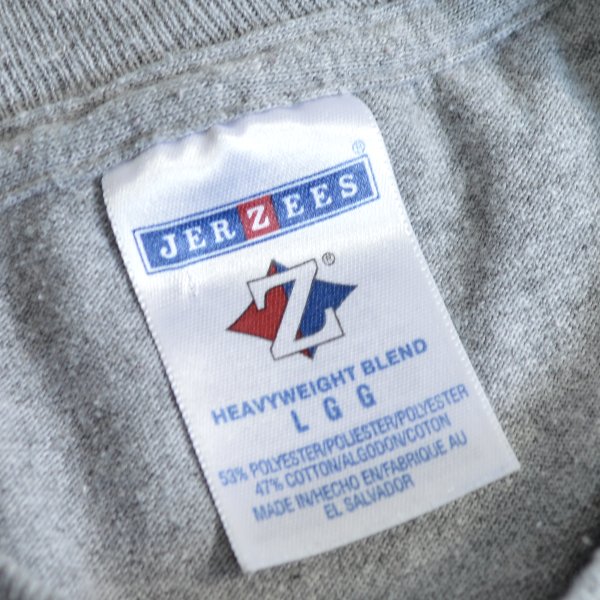 JERZEES®
Z®
HEAVYWEIGHT BLEND
L G G
53% POLYESTER/POLIESTER/POLYESTER
47% COTTON/ALGODON/COTON
MADE IN/HECHO EN/FABRIQUE AU
EL SALVADOR